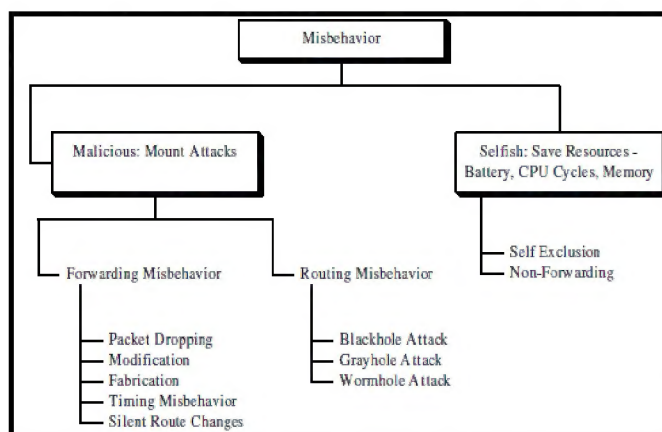 Misbehavior
Malicious: Mount Attacks
Selfish: Save Resources -
Battery, CPU Cycles, Memory
Forwarding Misbehavior
Packet Dropping
Modification
Fabrication
Timing Misbehavior
Silent Route Changes
Routing Misbehavior
Blackhole Attack
Grayhole Attack
Wormhole Attack
Self Exclusion
Non-Forwarding